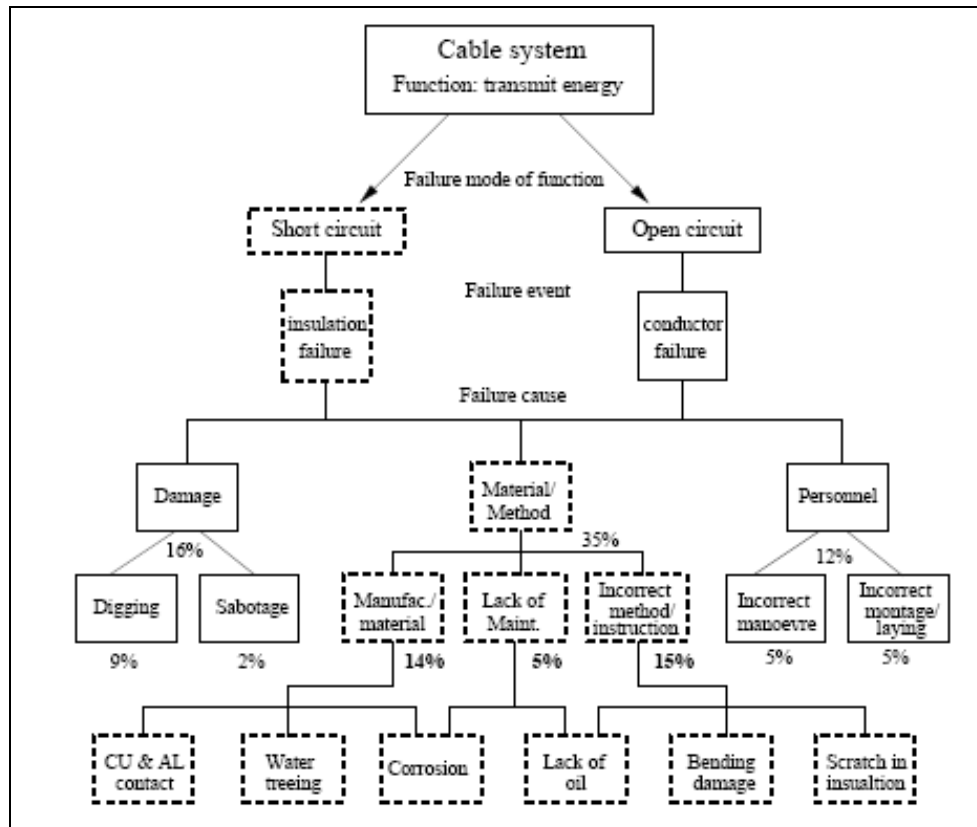 Cable system
Function: transmit energy
Failure mode of function
Short circuit
Open circuit
Failure event
insulation
failure
conductor
failure
Failure cause
Damage
Material/
Method
Personnel
16%
35%
12%
Digging
Sabotage
Manufac./
material
Lack of
Maint.
Incorrect
method/
instruction
Incorrect
manoevre
Incorrect
montage/
laying
9%
2%
14%
5%
15%
5%
5%
CU & AL
contact
Water
treeing
Corrosion
Lack of
oil
Bending
damage
Scratch in
insualtion